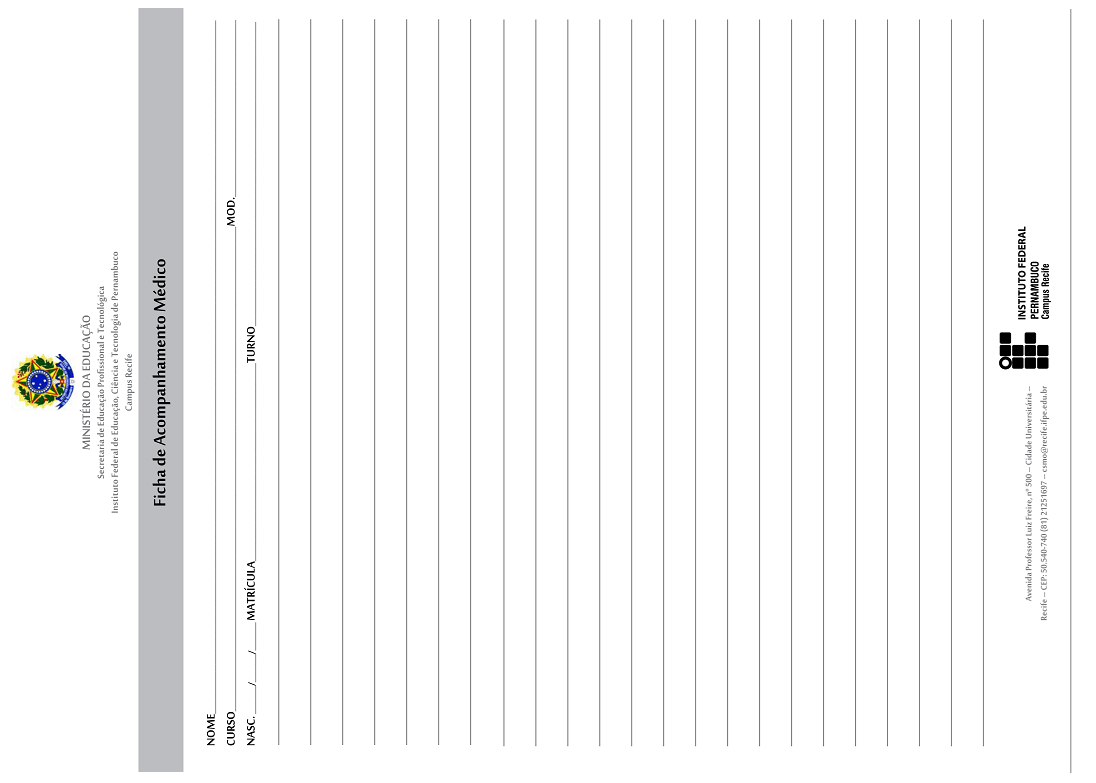 MINISTÉRIO DA EDUCAÇÃO
Secretaria de Educação Profissional e Tecnológica
Instituto Federal de Educação, Ciência e Tecnologia de Pernambuco
Campus Recife
Ficha de Acompanhamento Médico
NOME
CURSO MOD.
NASC. / / MATRÍCULA TURNO
INSTITUTO FEDERAL
PERNAMBUCO
Campus Recife
Avenida Professor Luiz Freire, nº 500 – Cidade Universitária –
Recife – CEP: 50.540-740 (81) 21251697 – csmo@recife.ifpe.edu.br